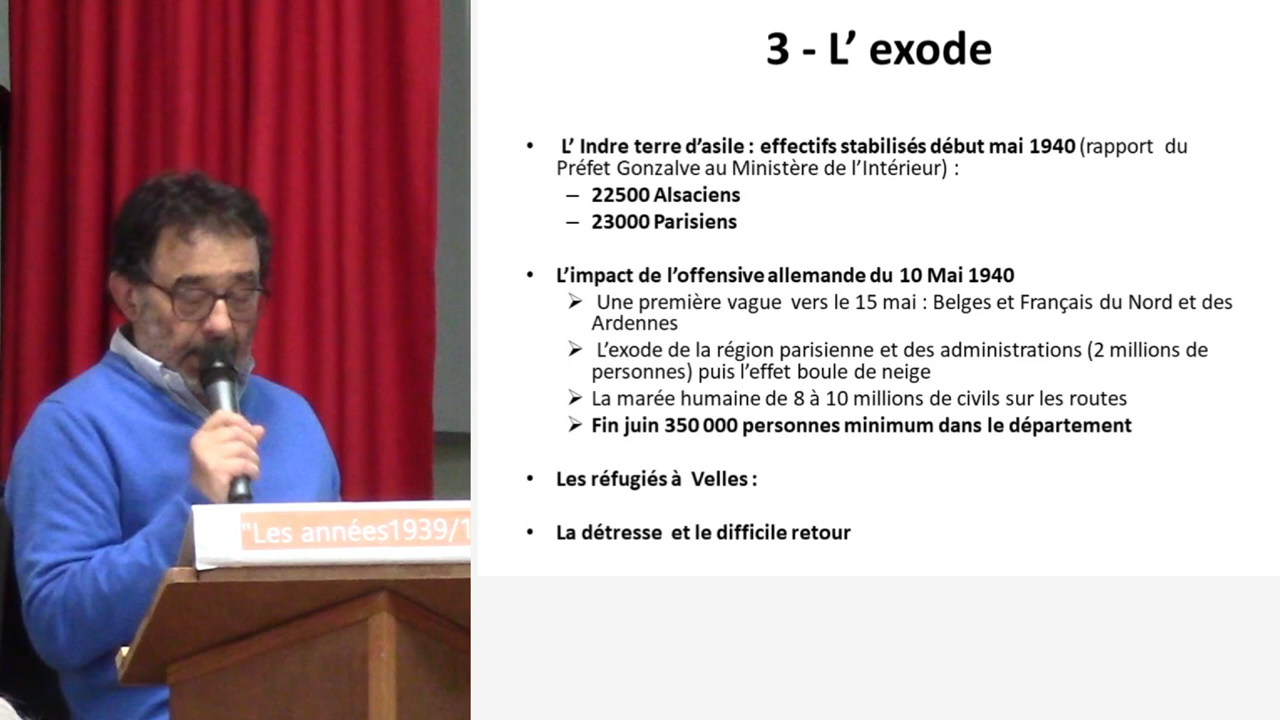 3 - L’ exode
• L’ Indre terre d’asile : effectifs stabilisés début mai 1940 (rapport du
Préfet Gonzalve au Ministère de l’Intérieur) :
– 22500 Alsaciens
– 23000 Parisiens
• L’impact de l’offensive allemande du 10 Mai 1940
➢ Une première vague vers le 15 mai : Belges et Français du Nord et des
Ardennes
➢ L’exode de la région parisienne et des administrations (2 millions de
personnes) puis l’effet boule de neige
➢ La marée humaine de 8 à 10 millions de civils sur les routes
➢ Fin juin 350 000 personnes minimum dans le département
• Les réfugiés à Velles :
• La détresse et le difficile retour
"Les années1939/1